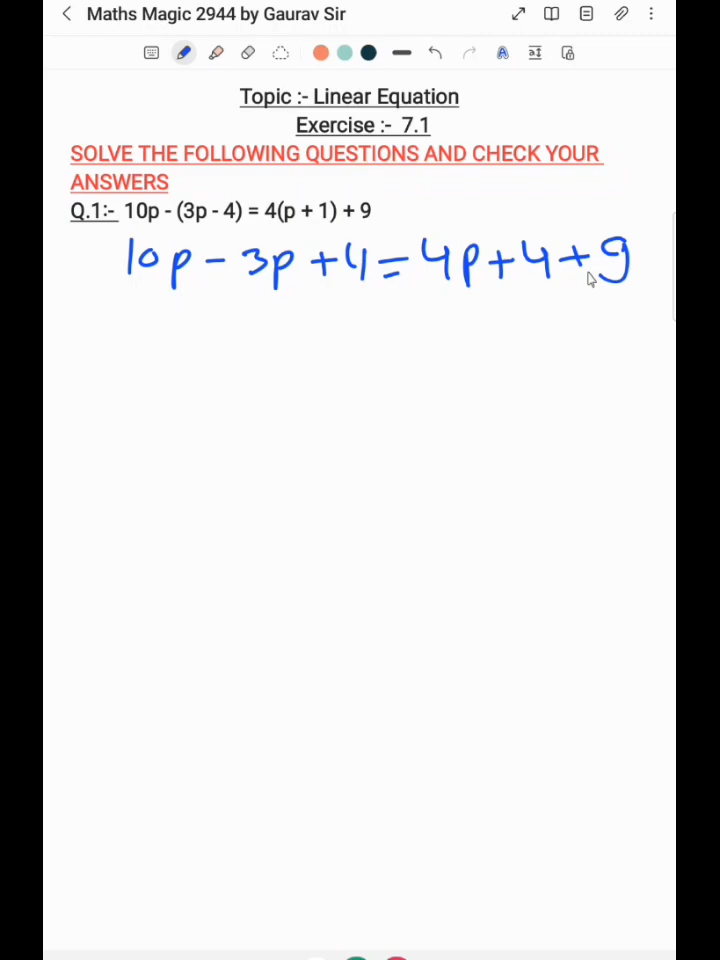 Maths Magic 2944 by Gaurav Sir
Topic :- Linear Equation
Exercise :- 7.1
SOLVE THE FOLLOWING QUESTIONS AND CHECK YOUR
ANSWERS
Q.1:- 10p - (3p - 4) = 4(p + 1) + 9
10p - 3p + 4 = 4p + 4 + 9